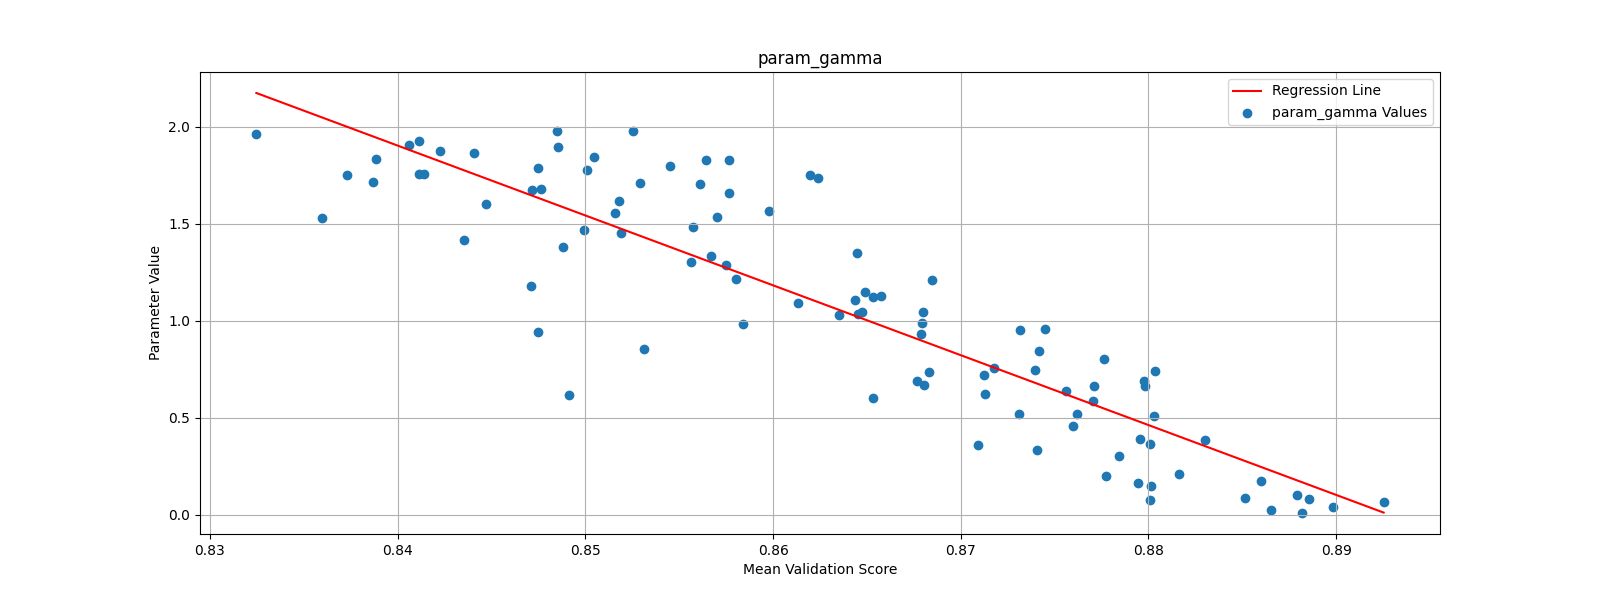 param_gamma
Regression Line
param_gamma Values
2.0
1.5
1.0
0.5
0.0
Parameter Value
0.83 0.84 0.85 0.86 0.87 0.88 0.89
Mean Validation Score